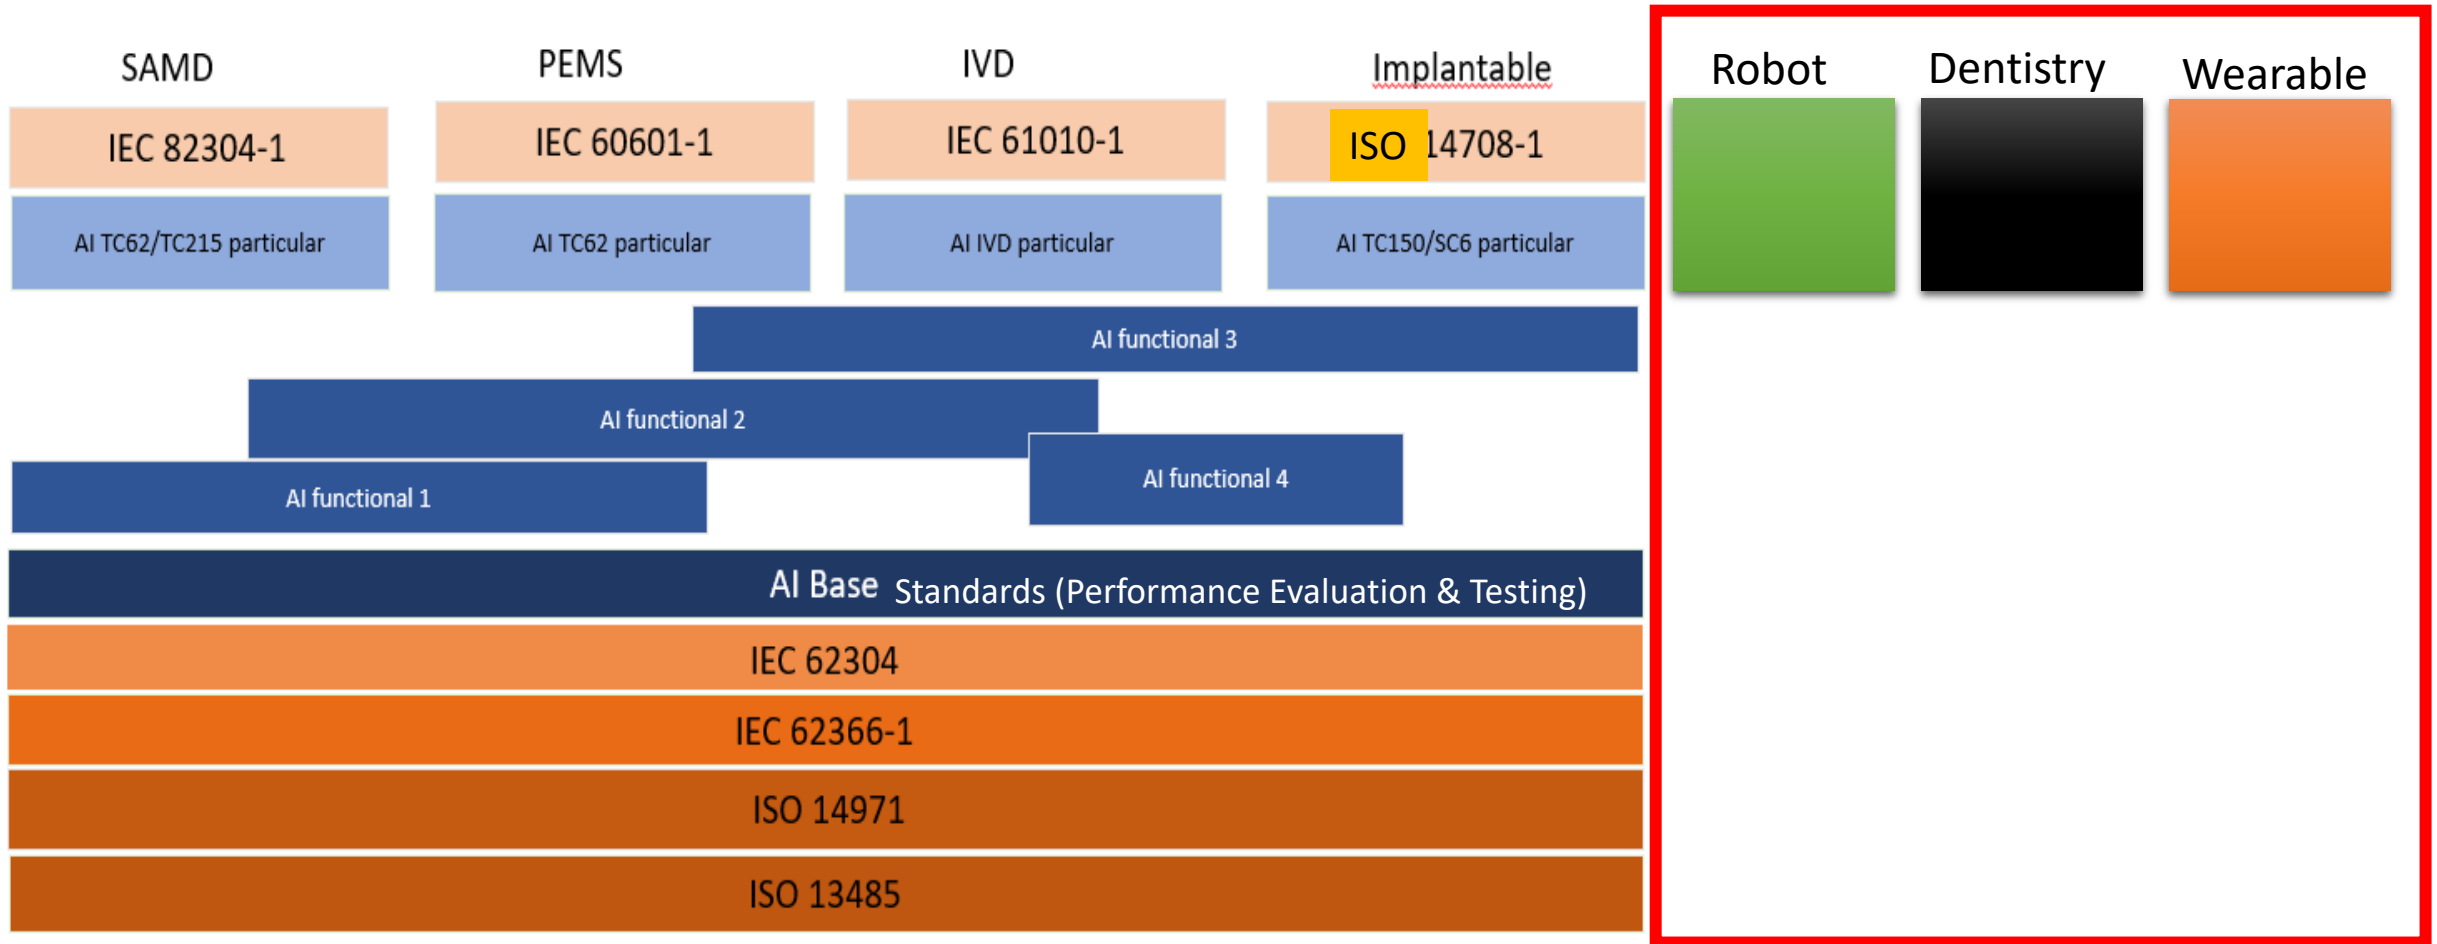 SAMD
PEMS
IVD
Implantable
Robot
Dentistry
Wearable
IEC 82304-1
IEC 60601-1
IEC 61010-1
ISO 14708-1
AI TC62/TC215 particular
AI TC62 particular
AI IVD particular
AI TC150/SC6 particular
AI functional 3
AI functional 2
AI functional 4
AI functional 1
AI Base Standards (Performance Evaluation & Testing)
IEC 62304
IEC 62366-1
ISO 14971
ISO 13485